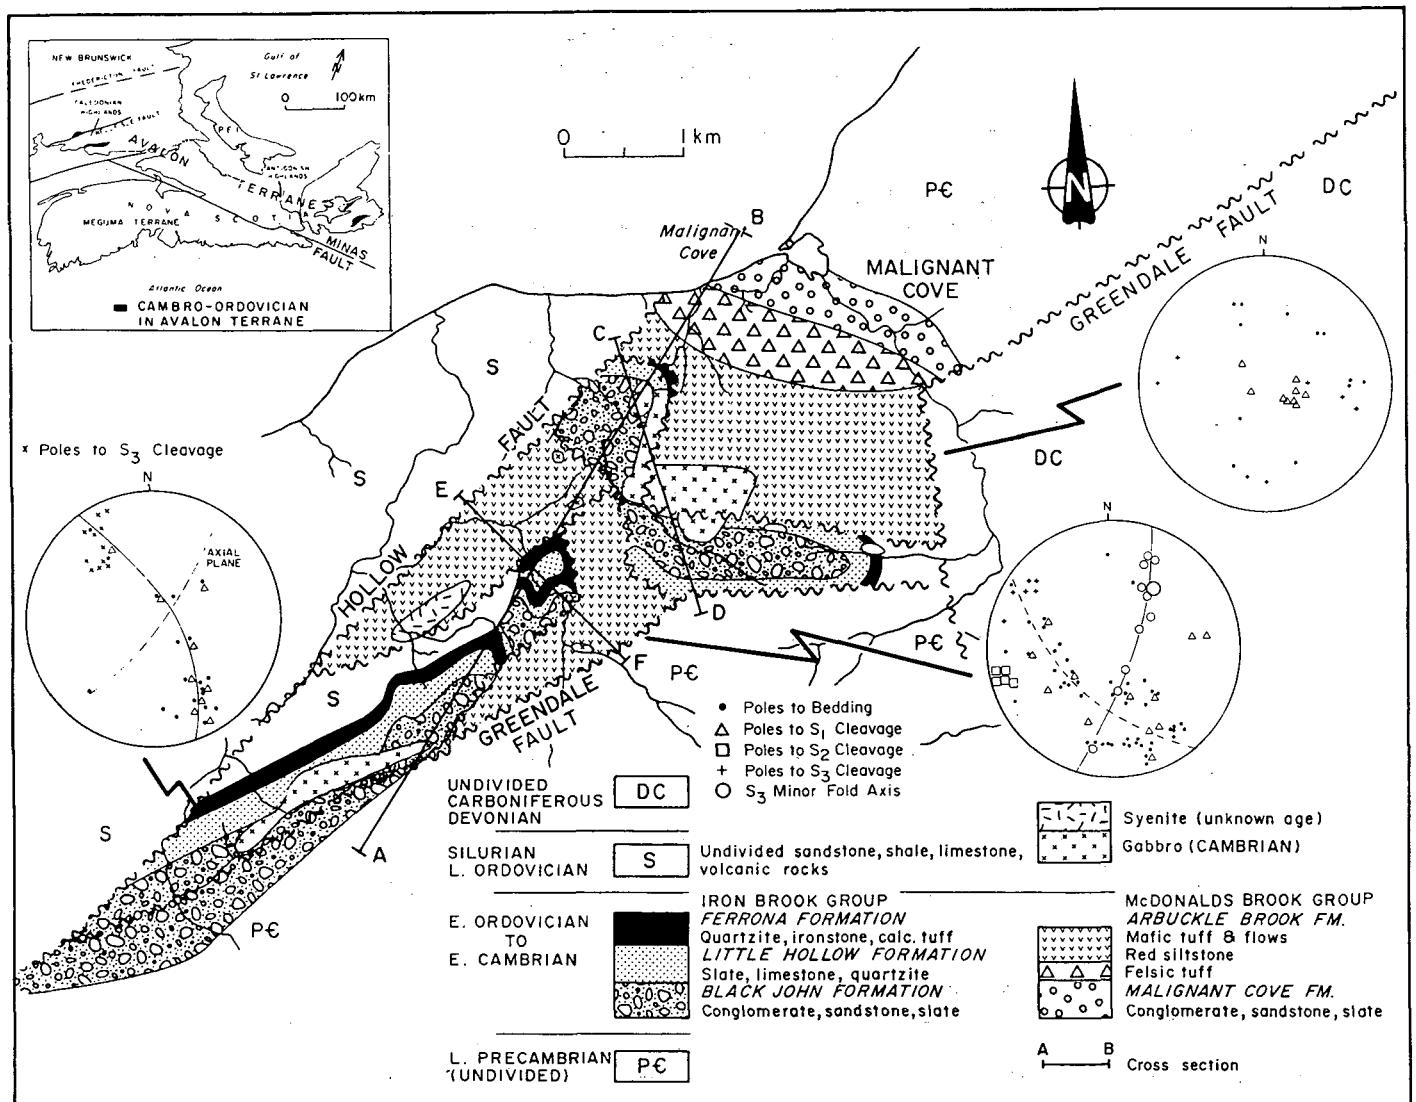 NEW BRUNSWICK
FREDERICTON FAULT
Gulf of
St Lawrence
N
0 100km
CALEDONIAN
HIGHLANDS
BELLEISLE FAULT
P E I
AVALON
TERRANE
ANTIGONISH
HIGHLANDS
NOVA SCOTIA
MEGUMA TERRANE
MINAS
FAULT
Atlantic Ocean
CAMBRO-ORDOVICIAN
IN AVALON TERRANE
0 1km
N
P€
DC
GREENDALE FAULT
B
Malignant
Cove
MALIGNANT
COVE
N
C
S
HOLLOW FAULT
S
E
DC
x Poles to S3 Cleavage
N
AXIAL
PLANE
N
D
F
P€
P€
S
GREENDALE
FAULT
S
A
P€
• Poles to Bedding
△ Poles to S1 Cleavage
□ Poles to S2 Cleavage
+ Poles to S3 Cleavage
○ S3 Minor Fold Axis
UNDIVIDED
CARBONIFEROUS
DEVONIAN
DC
SILURIAN
L. ORDOVICIAN
S
Undivided sandstone, shale, limestone,
volcanic rocks
Syenite (unknown age)
Gabbro (CAMBRIAN)
E. ORDOVICIAN
TO
E. CAMBRIAN
IRON BROOK GROUP
FERRONA FORMATION
Quartzite, ironstone, calc. tuff
LITTLE HOLLOW FORMATION
Slate, limestone, quartzite
BLACK JOHN FORMATION
Conglomerate, sandstone, slate
McDONALDS BROOK GROUP
ARBUCKLE BROOK FM.
Mafic tuff & flows
Red siltstone
Felsic tuff
MALIGNANT COVE FM.
Conglomerate, sandstone, slate
L. PRECAMBRIAN
(UNDIVIDED)
P€
A B
Cross section